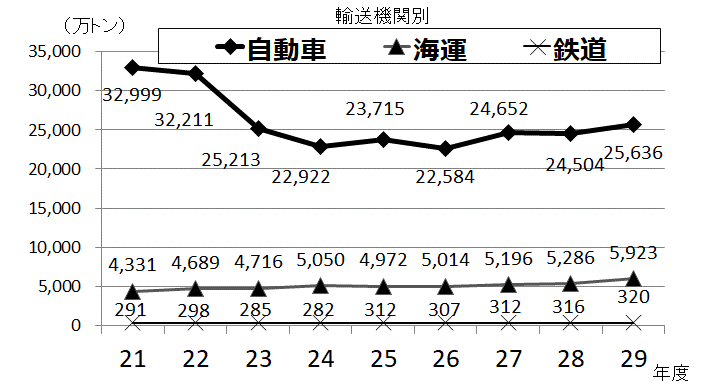 輸送機関別
（万トン）
自動車 海運 鉄道
35,000
30,000
25,000
20,000
15,000
10,000
5,000
0
32,999 32,211 25,213 22,922 23,715 22,584 24,652 24,504 25,636
4,331 4,689 4,716 5,050 4,972 5,014 5,196 5,286 5,923
291 298 285 282 312 307 312 316 320
21 22 23 24 25 26 27 28 29 年度